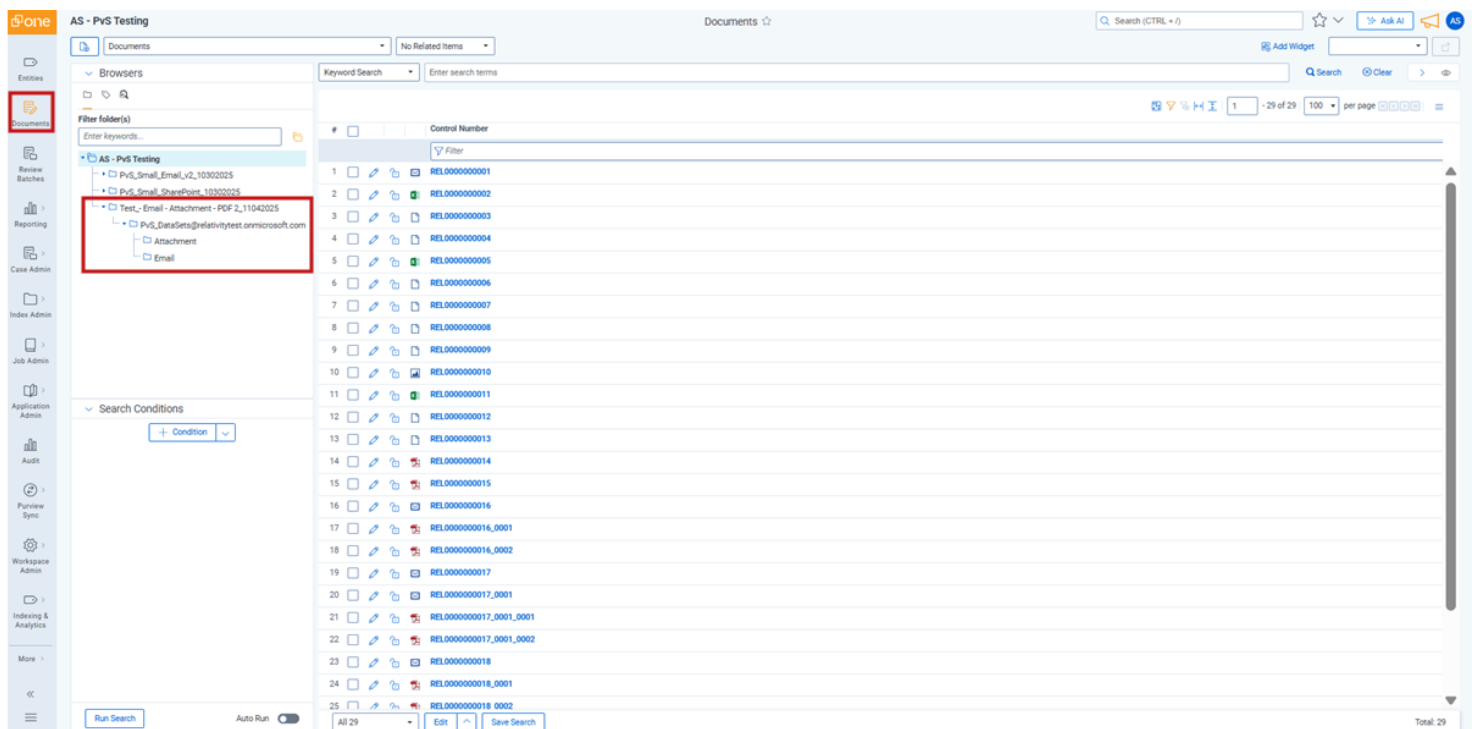 one
AS - PvS Testing
Documents
Search (CTRL + /)
Ask AI
AS
Documents
No Related Items
Add Widget
Entities
Documents
Review
Batches
Reporting
Case Admin
Index Admin
Job Admin
Application
Admin
Audit
Purview
Sync
Workspace
Admin
Indexing &
Analytics
More
Browsers
Filter folder(s)
Enter keywords...
AS - PvS Testing
PvS_Small_Email_v2_10302025
PvS_Small_SharePoint_10302025
Test_- Email - Attachment - PDF 2_11042025
PvS_DataSets@relativitytest.onmicrosoft.com
Attachment
Email
Search Conditions
+ Condition
Run Search
Auto Run
Keyword Search
Enter search terms
Search
Clear
1 - 29 of 29 100 per page
# Control Number
Filter
1 REL0000000001
2 REL0000000002
3 REL0000000003
4 REL0000000004
5 REL0000000005
6 REL0000000006
7 REL0000000007
8 REL0000000008
9 REL0000000009
10 REL0000000010
11 REL0000000011
12 REL0000000012
13 REL0000000013
14 REL0000000014
15 REL0000000015
16 REL0000000016
17 REL0000000016_0001
18 REL0000000016_0002
19 REL0000000017
20 REL0000000017_0001
21 REL0000000017_0001_0001
22 REL0000000017_0001_0002
23 REL0000000018
24 REL0000000018_0001
25 REL0000000018_0002
All 29
Edit
Save Search
Total: 29